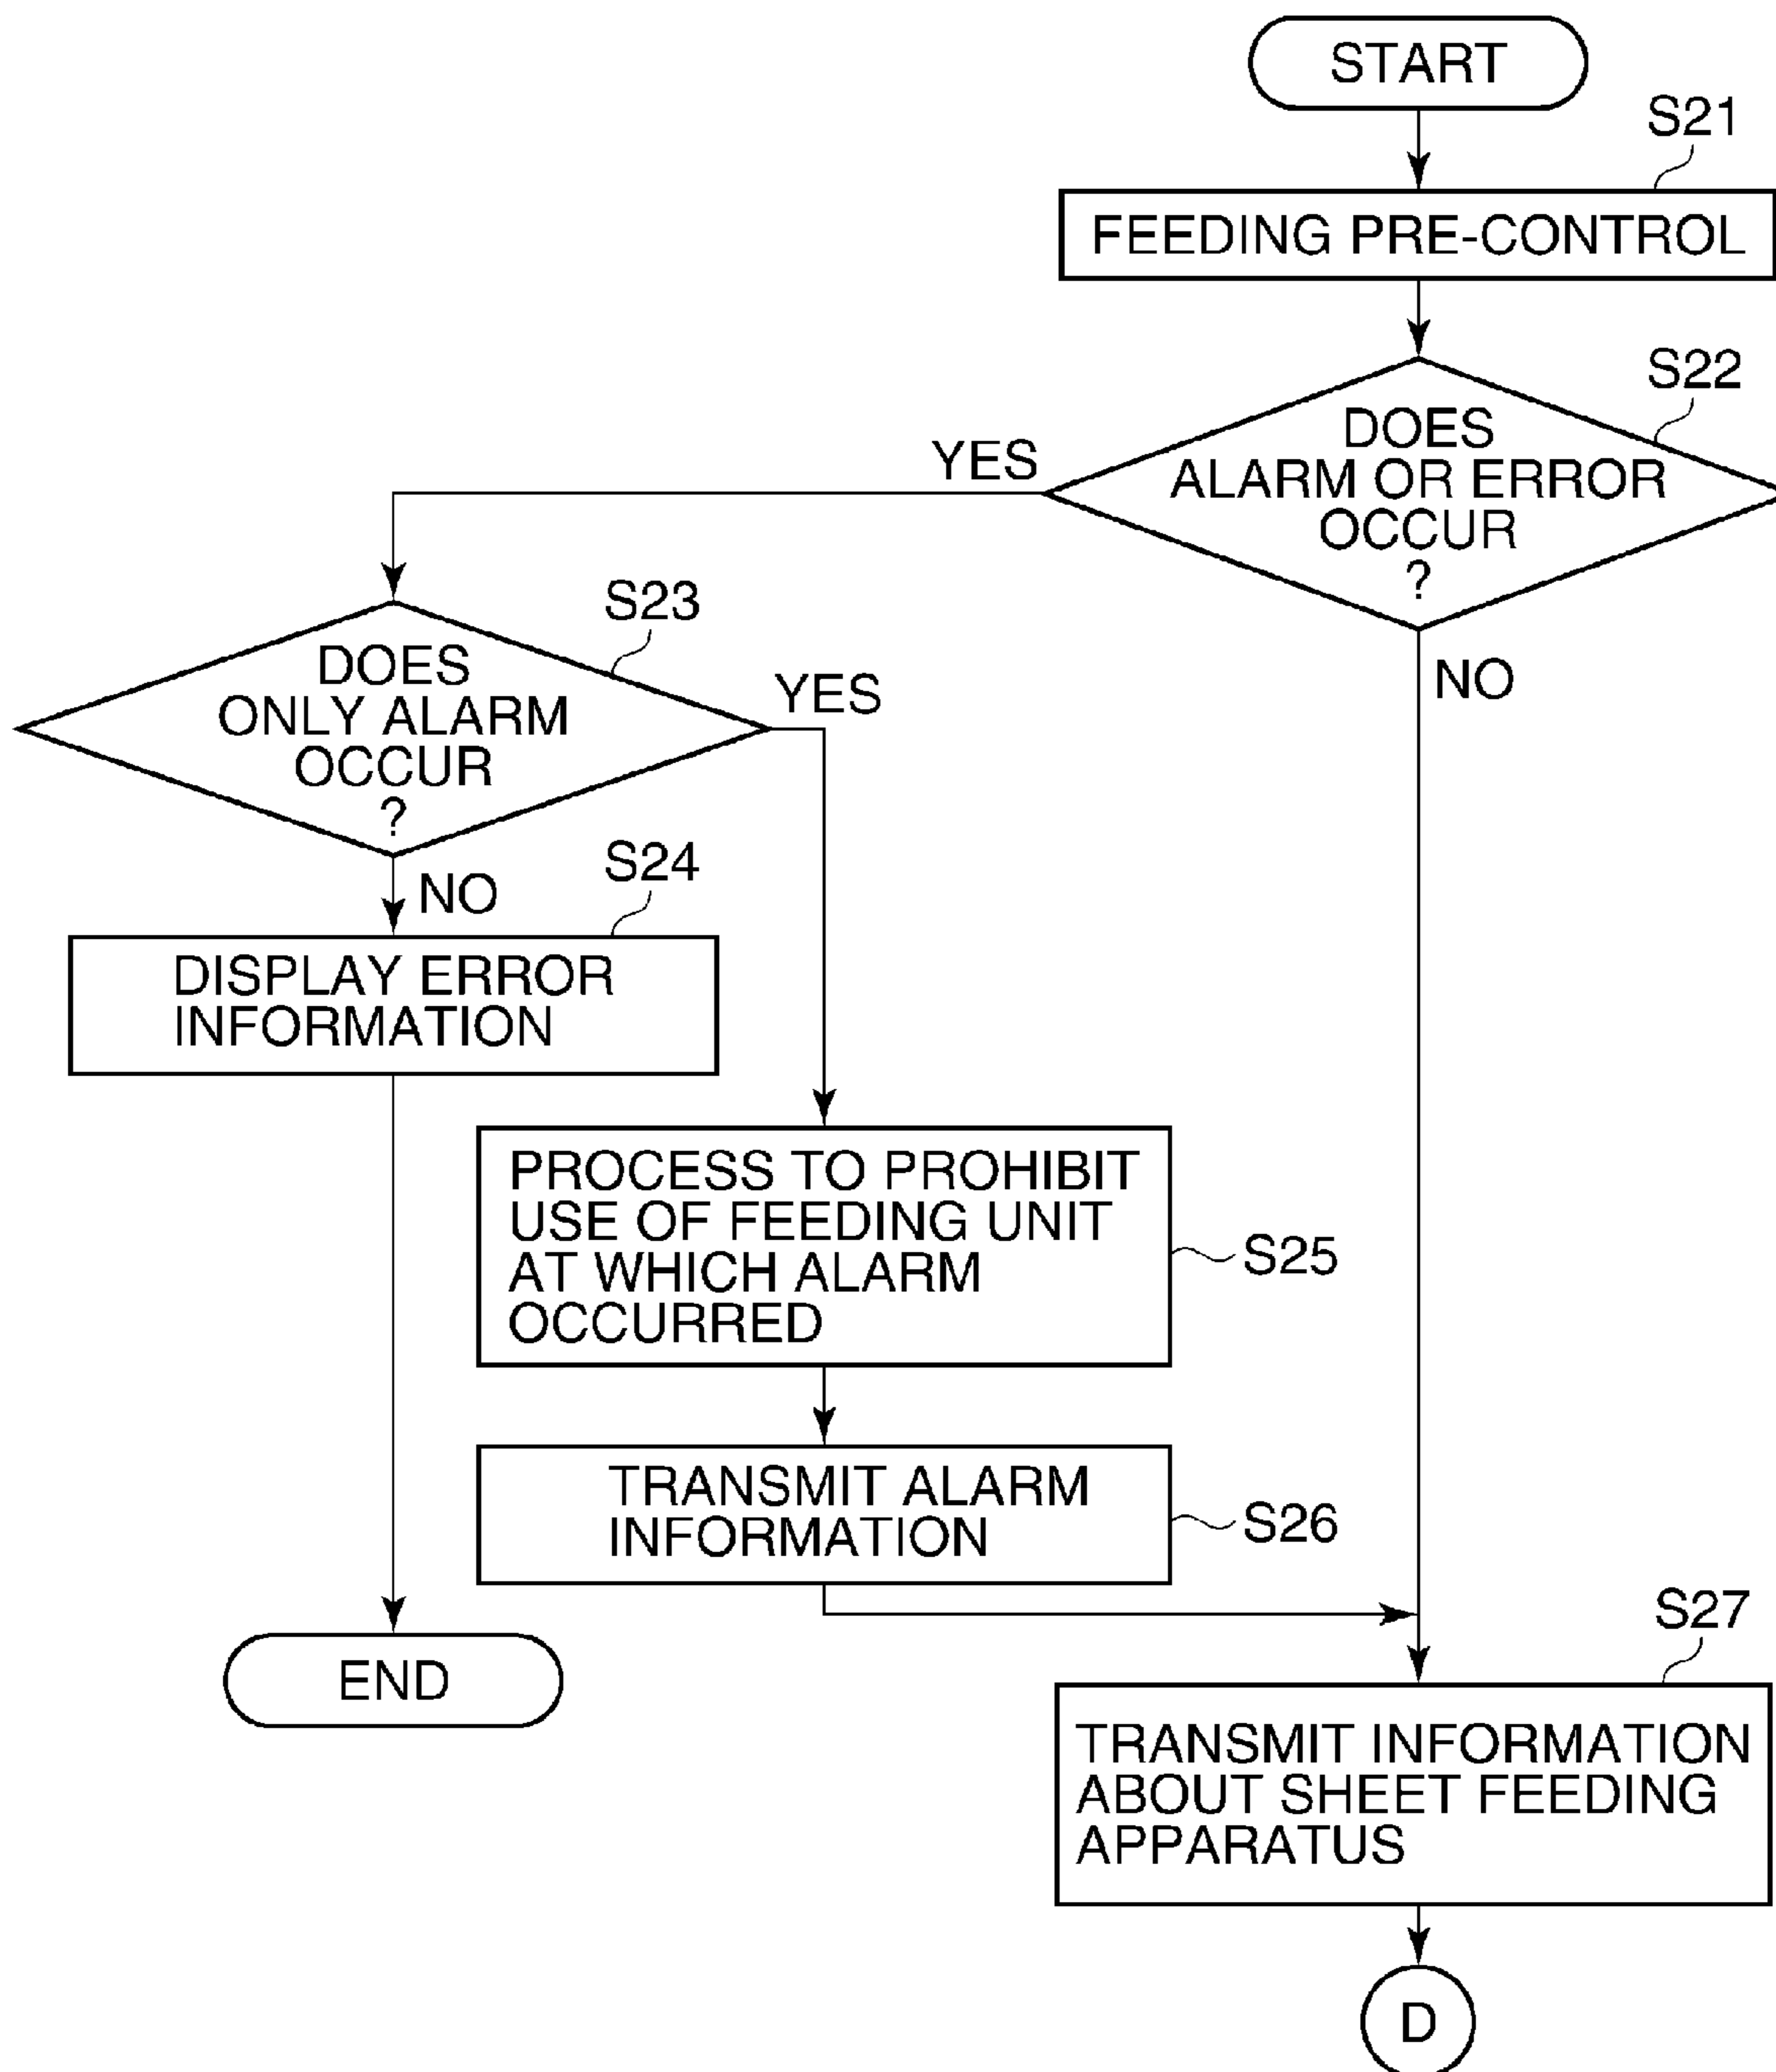 START
S21
FEEDING PRE-CONTROL
S22
DOES
ALARM OR ERROR
OCCUR
?
YES
NO
S23
DOES
ONLY ALARM
OCCUR
?
YES
NO
S24
DISPLAY ERROR
INFORMATION
PROCESS TO PROHIBIT
USE OF FEEDING UNIT
AT WHICH ALARM
OCCURRED
S25
TRANSMIT ALARM
INFORMATION
S26
END
S27
TRANSMIT INFORMATION
ABOUT SHEET FEEDING
APPARATUS
D